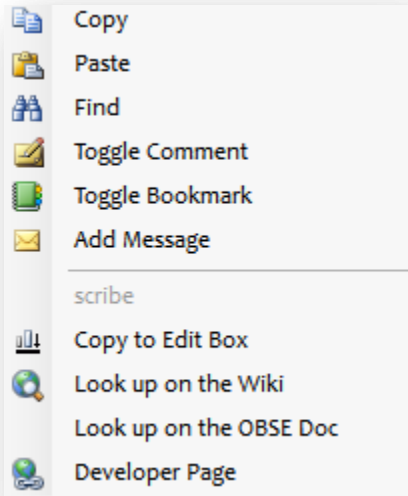 Copy
Paste
Find
Toggle Comment
Toggle Bookmark
Add Message
scribe
Copy to Edit Box
Look up on the Wiki
Look up on the OBSE Doc
Developer Page